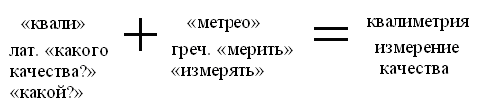 «квали»
лат. «какого
качества?»
«какой?»
+
«метрео»
греч. «мерить»
«измерять»
=
квалиметрия
измерение
качества